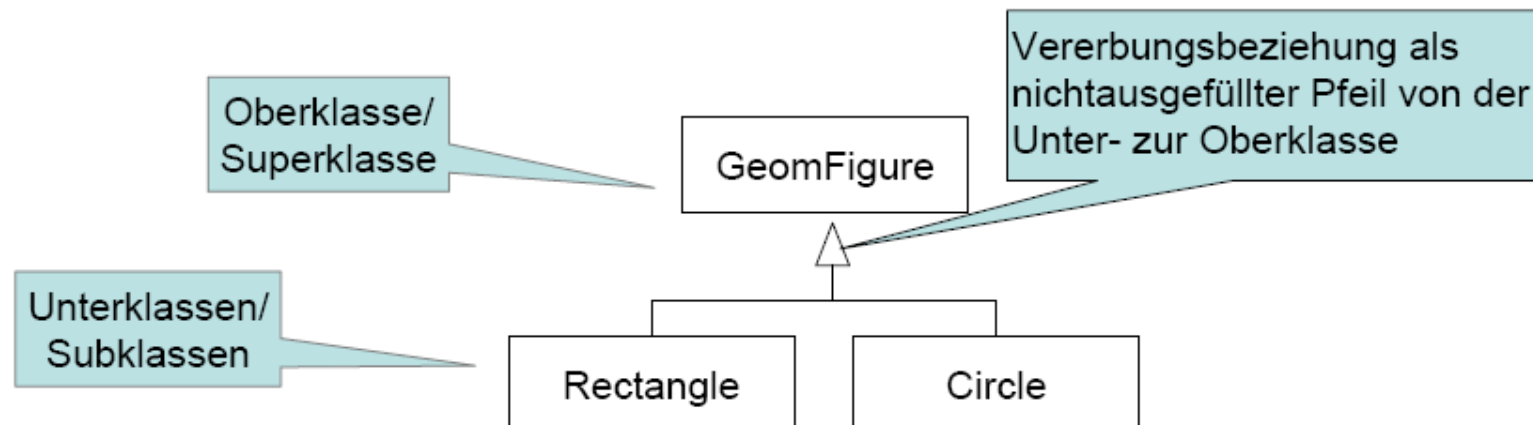 Vererbungsbeziehung als
nichtausgefüllter Pfeil von der
Unter- zur Oberklasse
Oberklasse/
Superklasse
GeomFigure
Unterklassen/
Subklassen
Rectangle
Circle